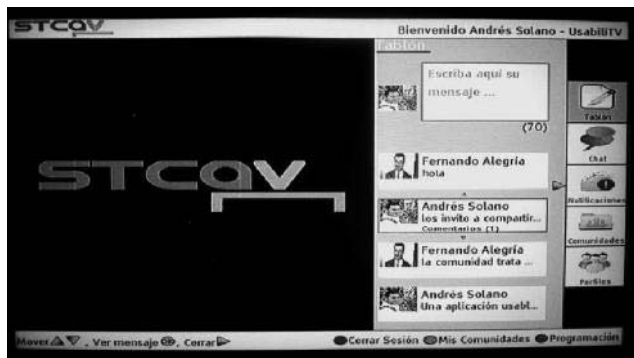 STCAV
Bienvenido Andrés Solano - UsabiliTV
Tablón
Escriba aquí su
mensaje ...
(70)
Fernando Alegría
hola
Andrés Solano
los invito a compartir...
Comentarios (1)
Fernando Alegría
la comunidad trata ...
Andrés Solano
Una aplicación usabl...
Tablón
Chat
Notificaciones
Comunidades
Perfiles
STCAV
Mover , Ver mensaje OK, Cerrar
Cerrar Sesión Mis Comunidades Programación